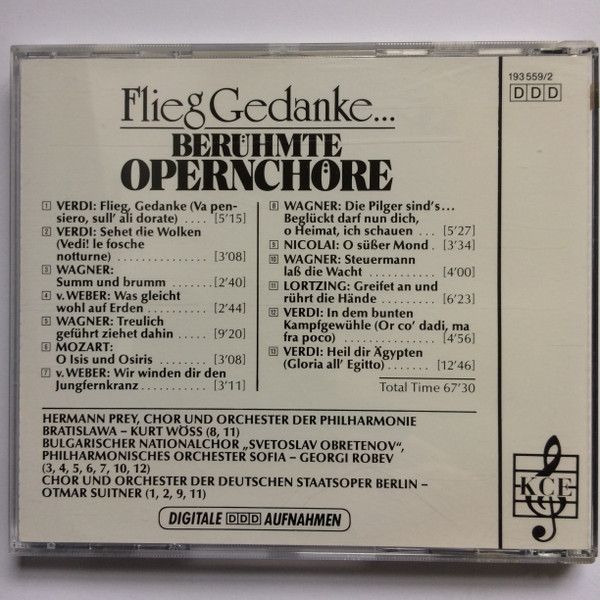 193 559/2
DDD
Flieg Gedanke...
BERÜHMTE
OPERNCHÖRE
1 VERDI: Flieg, Gedanke (Va pen-
siero, sull' ali dorate) .... [5'15]
2 VERDI: Sehet die Wolken
(Vedi! le fosche
notturne) ............... [3'08]
3 WAGNER:
Summ und brumm ........ [2'40]
4 v. WEBER: Was gleicht
wohl auf Erden .......... [2'44]
5 WAGNER: Treulich
geführt ziehet dahin ..... [9'20]
6 MOZART:
O Isis und Osiris ......... [3'08]
7 v. WEBER: Wir winden dir den
Jungfernkranz ........... [3'11]
8 WAGNER: Die Pilger sind's...
Beglückt darf nun dich,
o Heimat, ich schauen ... [5'27]
9 NICOLAI: O süßer Mond . [3'34]
10 WAGNER: Steuermann
laß die Wacht ........... [4'00]
11 LORTZING: Greifet an und
rührt die Hände ......... [6'23]
12 VERDI: In dem bunten
Kampfgewühle (Or co' dadi, ma
fra poco) ............... [4'56]
13 VERDI: Heil dir Ägypten
(Gloria all' Egitto) ....... [12'46]
Total Time 67'30
HERMANN PREY, CHOR UND ORCHESTER DER PHILHARMONIE
BRATISLAWA – KURT WÖSS (8, 11)
BULGARISCHER NATIONALCHOR „SVETOSLAV OBRETENOV“,
PHILHARMONISCHES ORCHESTER SOFIA – GEORGI ROBEV
(3, 4, 5, 6, 7, 10, 12)
CHOR UND ORCHESTER DER DEUTSCHEN STAATSOPER BERLIN –
OTMAR SUITNER (1, 2, 9, 11)
KCE
DIGITALE DDD AUFNAHMEN